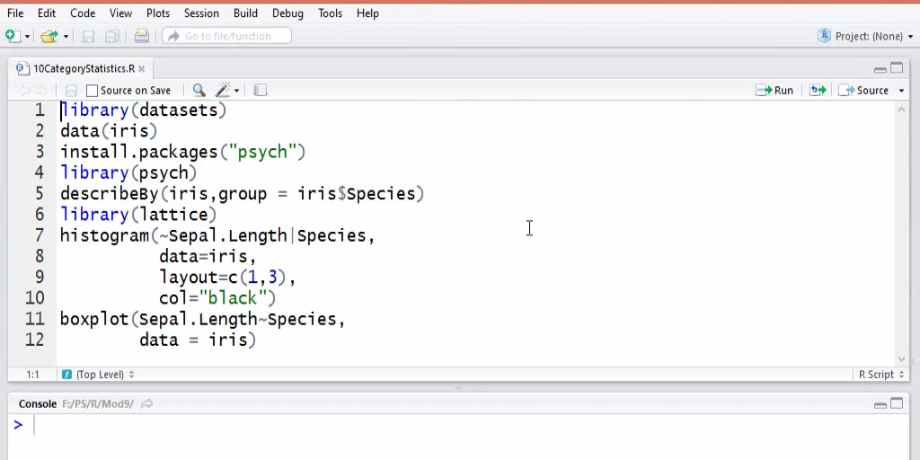 File Edit Code View Plots Session Build Debug Tools Help
Go to file/function Project: (None)
10CategoryStatistics.R
Source on Save Run Source
1 library(datasets)
2 data(iris)
3 install.packages("psych")
4 library(psych)
5 describeBy(iris,group = iris$Species)
6 library(lattice)
7 histogram(~Sepal.Length|Species,
8 data=iris,
9 layout=c(1,3),
10 col="black")
11 boxplot(Sepal.Length~Species,
12 data = iris)
1:1 (Top Level) R Script
Console F:/PS/R/Mod9/
>